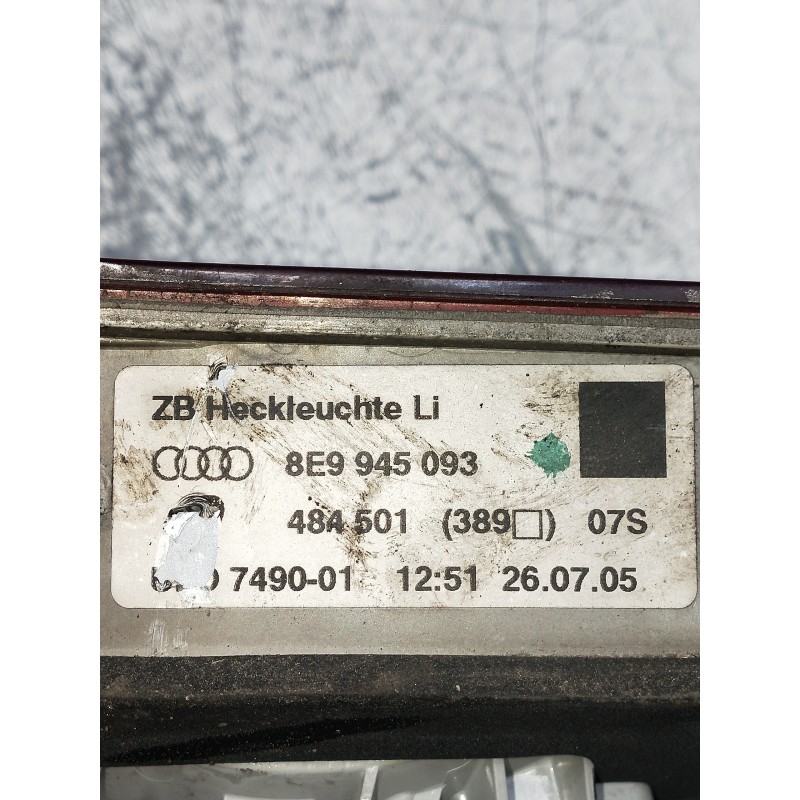 ZB Heckleuchte Li
8E9 945 093
484 501 (389□) 07S
7490-01 12:51 26.07.05